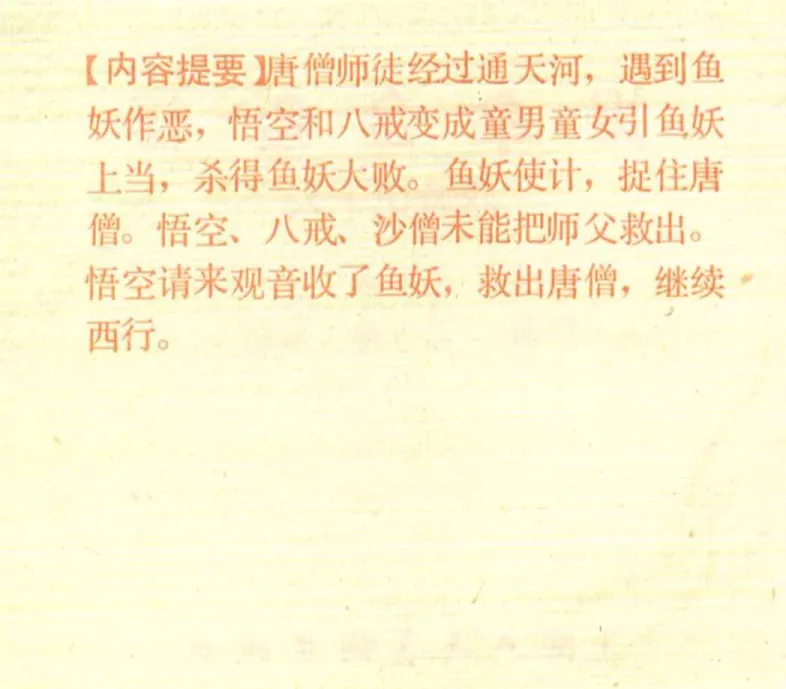 【内容提要】唐僧师徒经过通天河，遇到鱼
妖作恶，悟空和八戒变成童男童女引鱼妖
上当，杀得鱼妖大败。鱼妖使计，捉住唐
僧。悟空、八戒、沙僧未能把师父救出。
悟空请来观音收了鱼妖，救出唐僧，继续
西行。